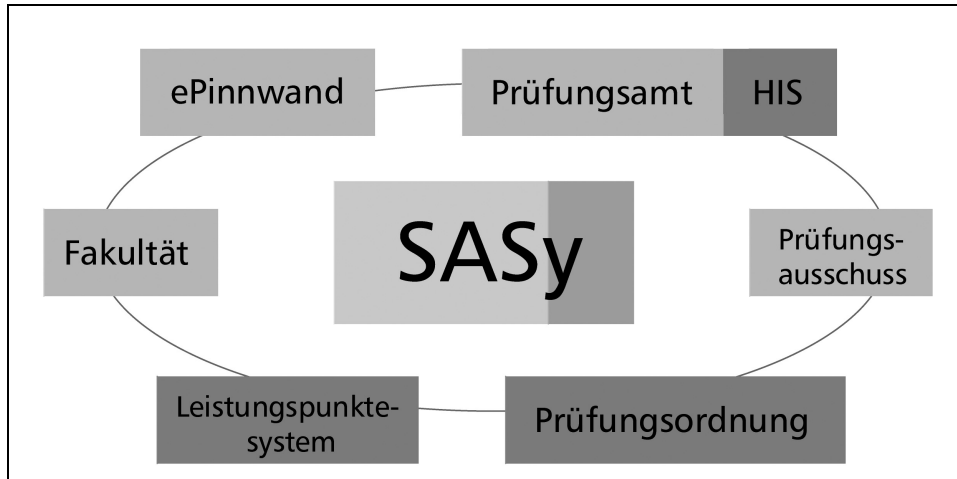 ePinnwand
Prüfungsamt HIS
Fakultät
SASy
Prüfungs-
ausschuss
Leistungspunkte-
system
Prüfungsordnung